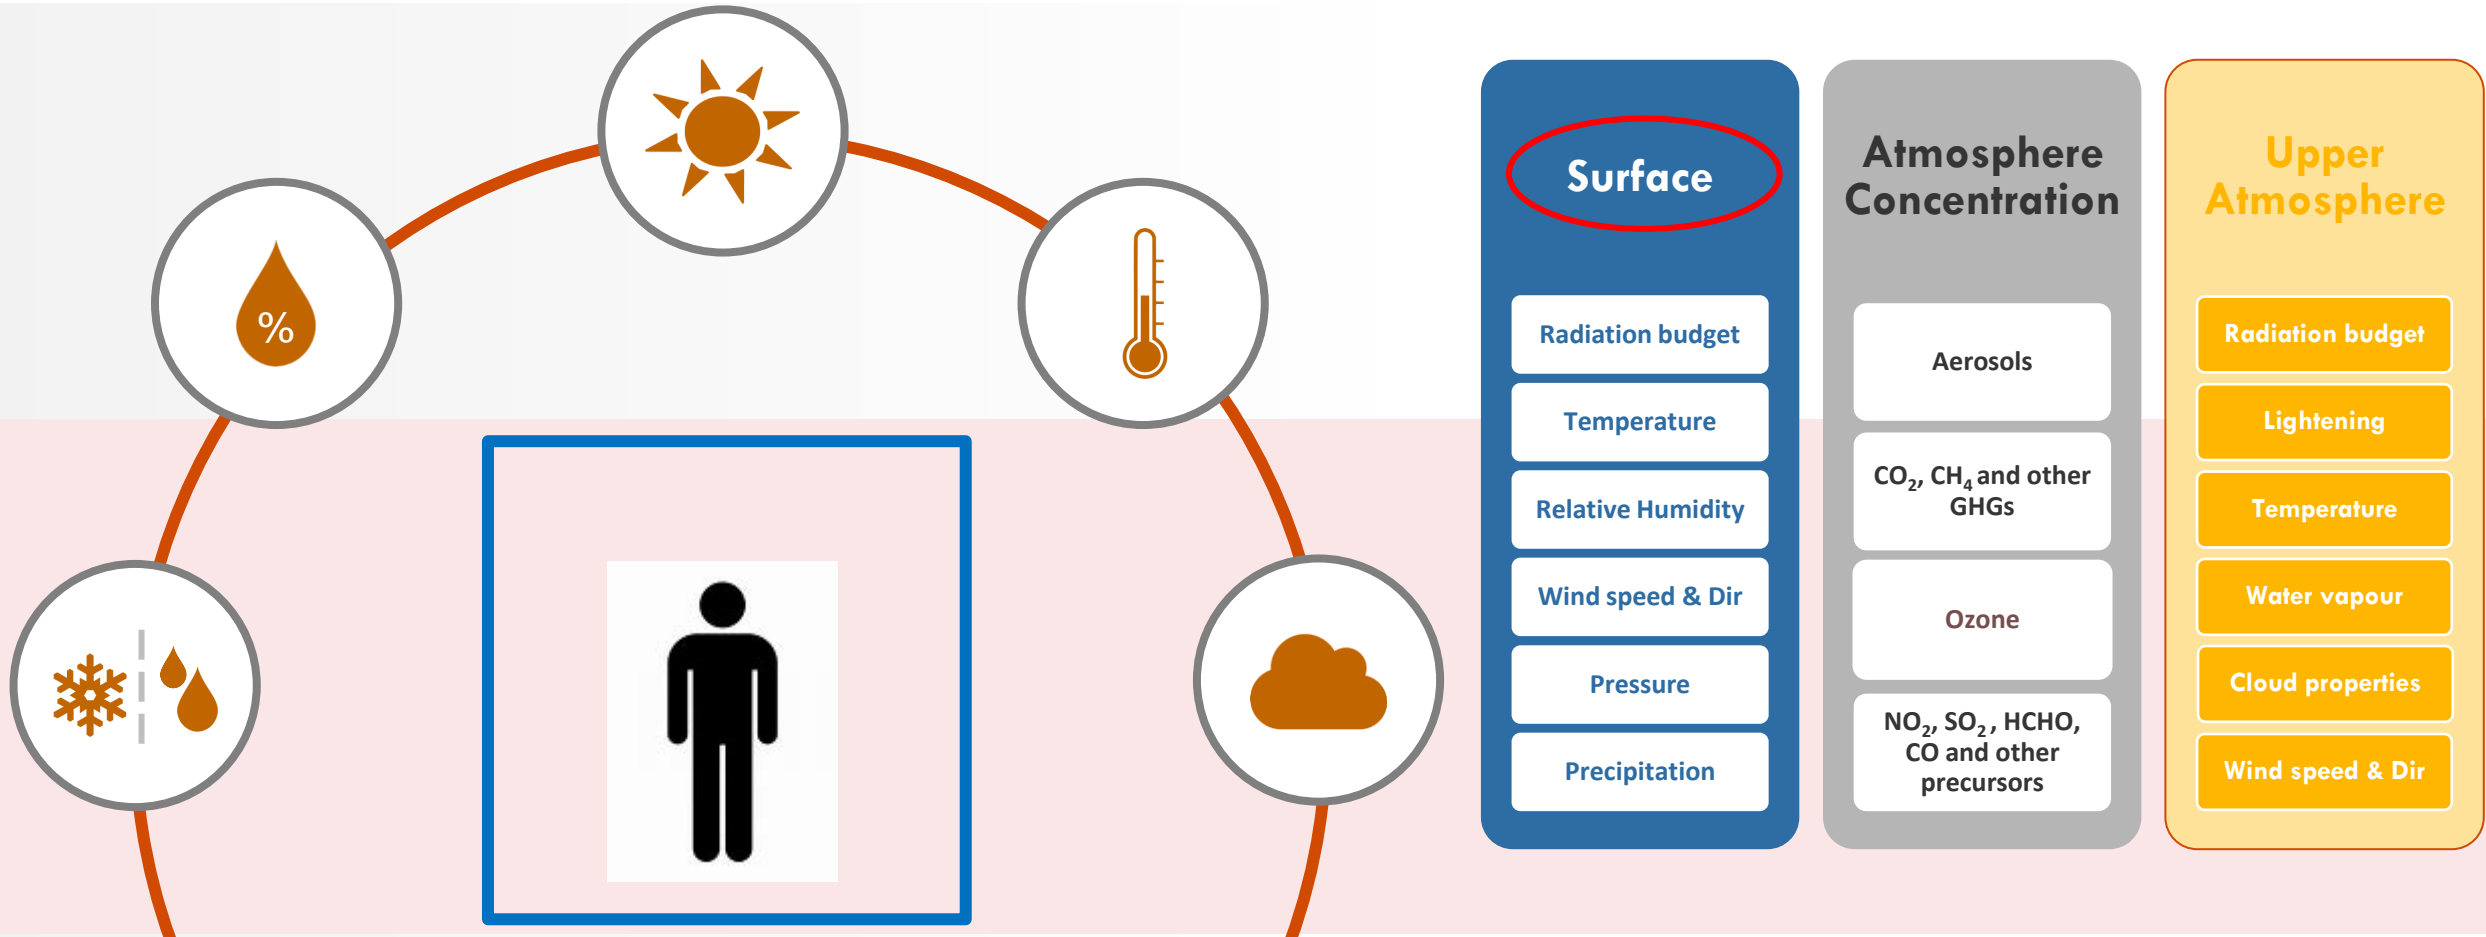 %
Surface
Radiation budget
Temperature
Relative Humidity
Wind speed & Dir
Pressure
Precipitation
Atmosphere
Concentration
Aerosols
CO₂, CH₄ and other
GHGs
Ozone
NO₂, SO₂ , HCHO,
CO and other
precursors
Upper
Atmosphere
Radiation budget
Lightening
Temperature
Water vapour
Cloud properties
Wind speed & Dir